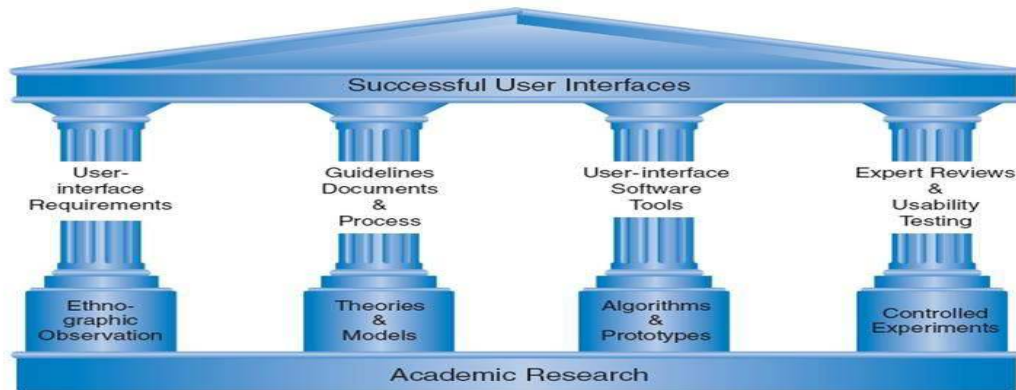 Successful User Interfaces
User-
interface
Requirements
Guidelines
Documents
&
Process
User-interface
Software
Tools
Expert Reviews
&
Usability
Testing
Ethno-
graphic
Observation
Theories
&
Models
Algorithms
&
Prototypes
Controlled
Experiments
Academic Research